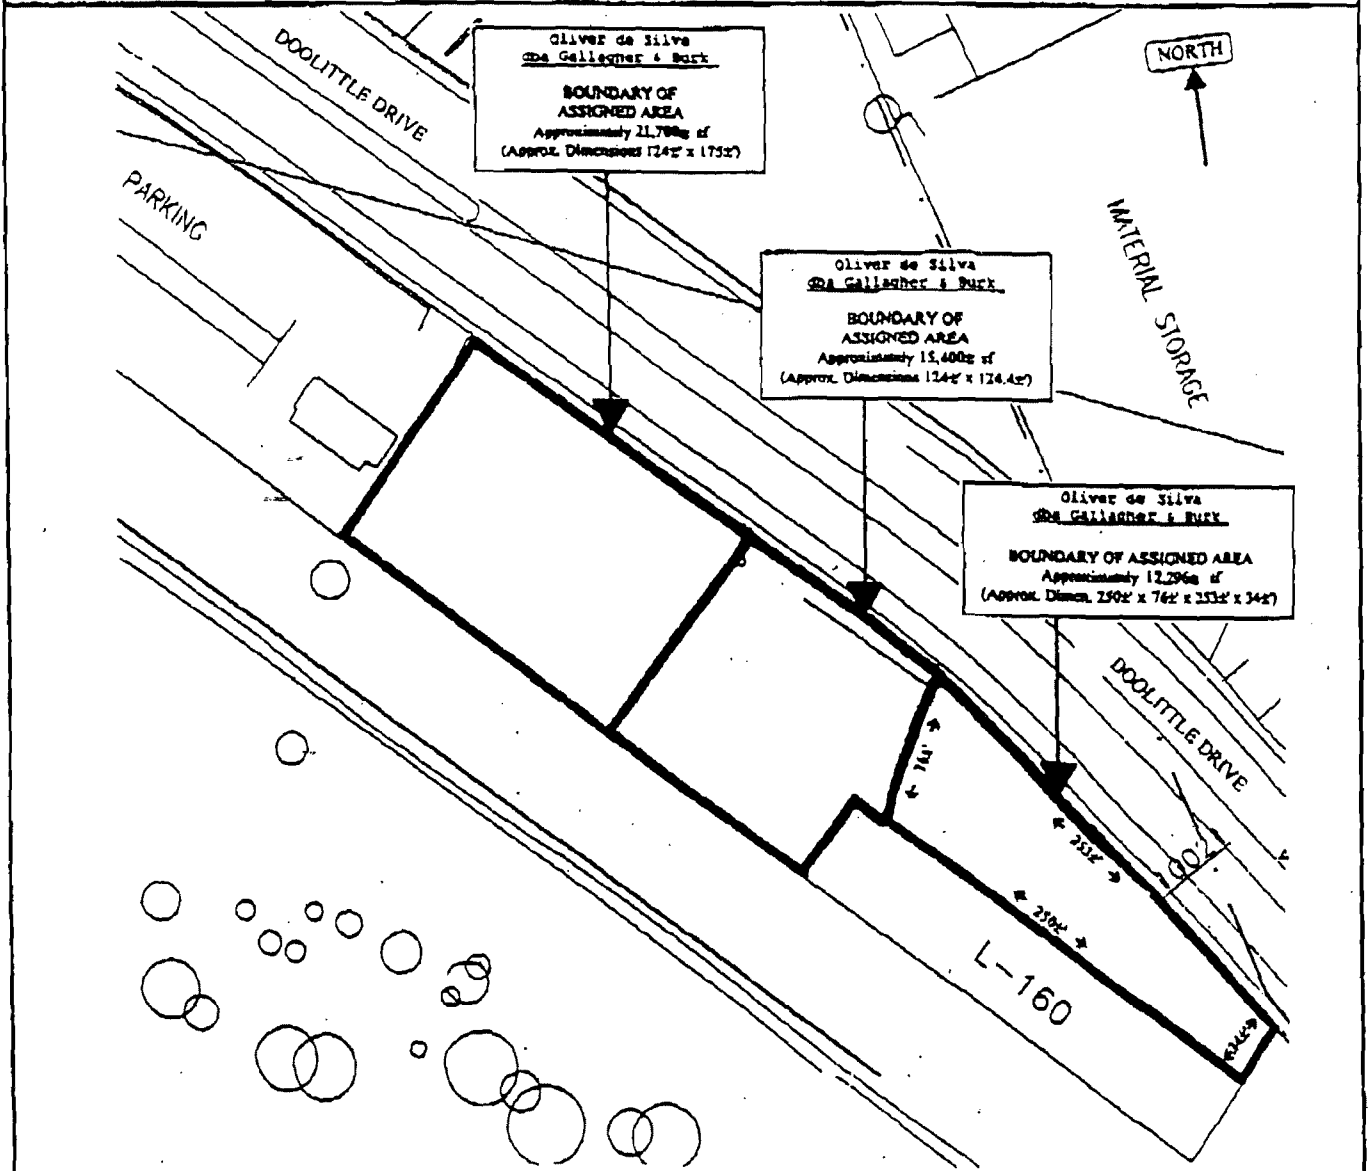 DOOLITTLE DRIVE
Oliver de Silva
dba Gallagher & Burk
BOUNDARY OF
ASSIGNED AREA
Approximately 21,700± sf
(Approx. Dimensions 124±' x 175±')
NORTH
PARKING
MATERIAL STORAGE
Oliver de Silva
dba Gallagher & Burk
BOUNDARY OF
ASSIGNED AREA
Approximately 15,400± sf
(Approx. Dimensions 124±' x 124.4±')
Oliver de Silva
dba Gallagher & Burk
BOUNDARY OF ASSIGNED AREA
Approximately 12,296± sf
(Approx. Dimen. 250±' x 76±' x 253±' x 34±')
DOOLITTLE DRIVE
76±'
253±'
002
250±'
L-160
34±'